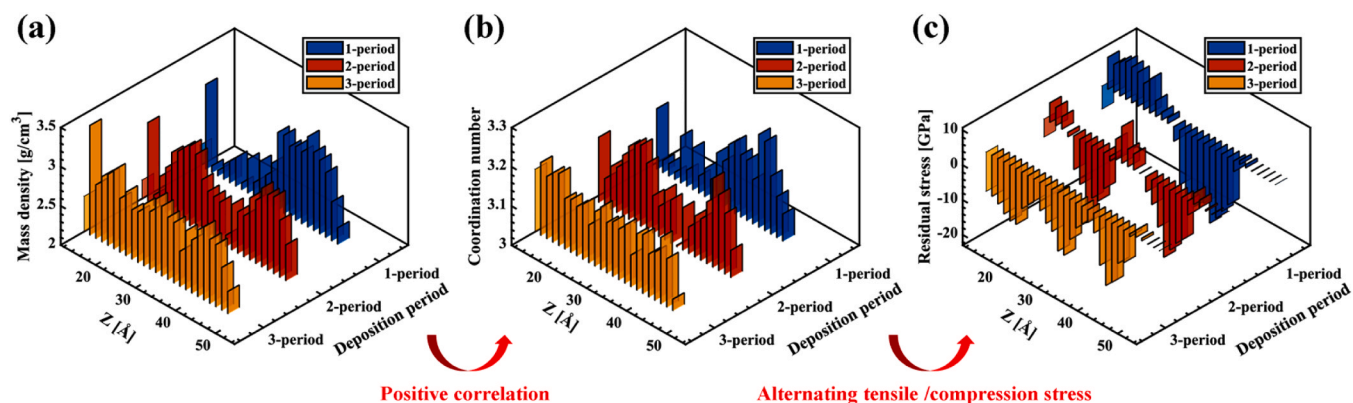 (a)
1-period
2-period
3-period
Mass density [g/cm³]
3.5
3
2.5
2
20
30
40
50
Z [Å]
3-period
2-period
1-period
Deposition period
(b)
1-period
2-period
3-period
Coordination number
3.3
3.2
3.1
3
20
30
40
50
Z [Å]
3-period
2-period
1-period
Deposition period
(c)
1-period
2-period
3-period
Residual stress [GPa]
10
0
-10
-20
20
30
40
50
Z [Å]
3-period
2-period
1-period
Deposition period
Positive correlation
Alternating tensile /compression stress